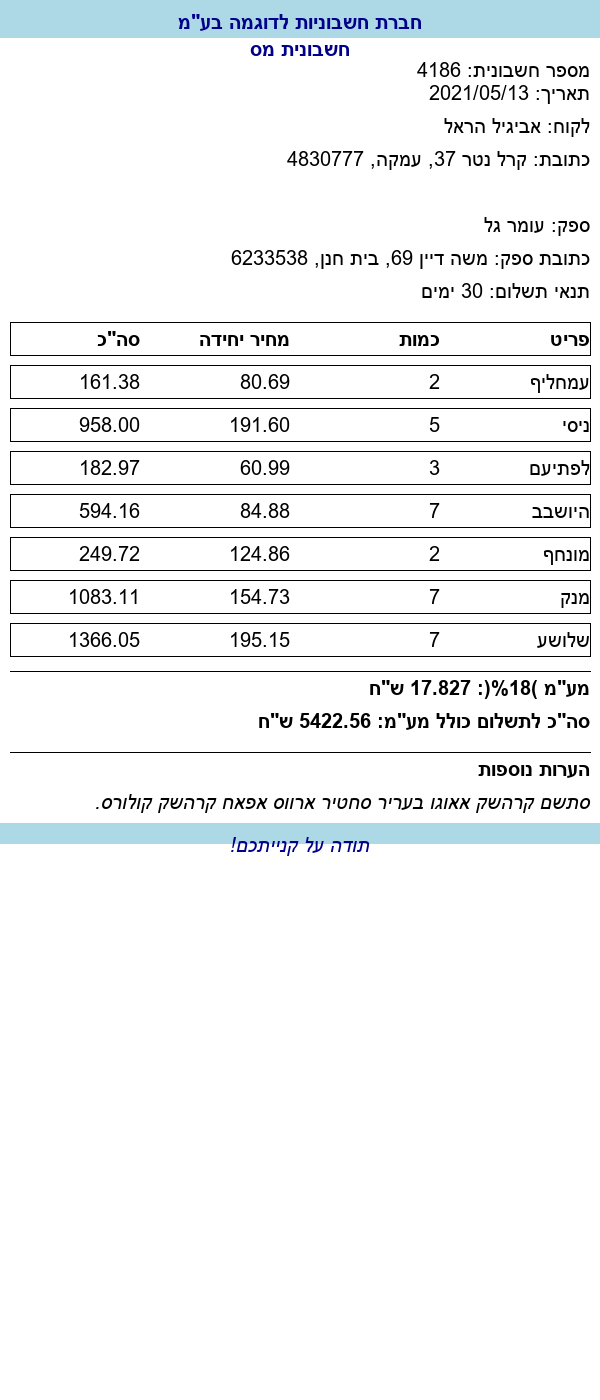 חברת חשבוניות לדוגמה בע"מ
חשבונית מס
מספר חשבונית: 4186
תאריך: 2021/05/13
לקוח: אביגיל הראל
כתובת: קרל נטר 37, עמקה, 4830777
ספק: עומר גל
כתובת ספק: משה דיין 69, בית חנן, 6233538
תנאי תשלום: 30 ימים
פריט כמות מחיר יחידה סה"כ
עמחליף 2 80.69 161.38
ניסי 5 191.60 958.00
לפתיעם 3 60.99 182.97
היושבב 7 84.88 594.16
מונחף 2 124.86 249.72
מנק 7 154.73 1083.11
שלושע 7 195.15 1366.05
מע"מ )18%(: 17.827 ש"ח
סה"כ לתשלום כולל מע"מ: 5422.56 ש"ח
הערות נוספות
סתשם קרהשק אאוגו בעריר סחטיר ארווס אפאח קרהשק קולורס.
תודה על קנייתכם!